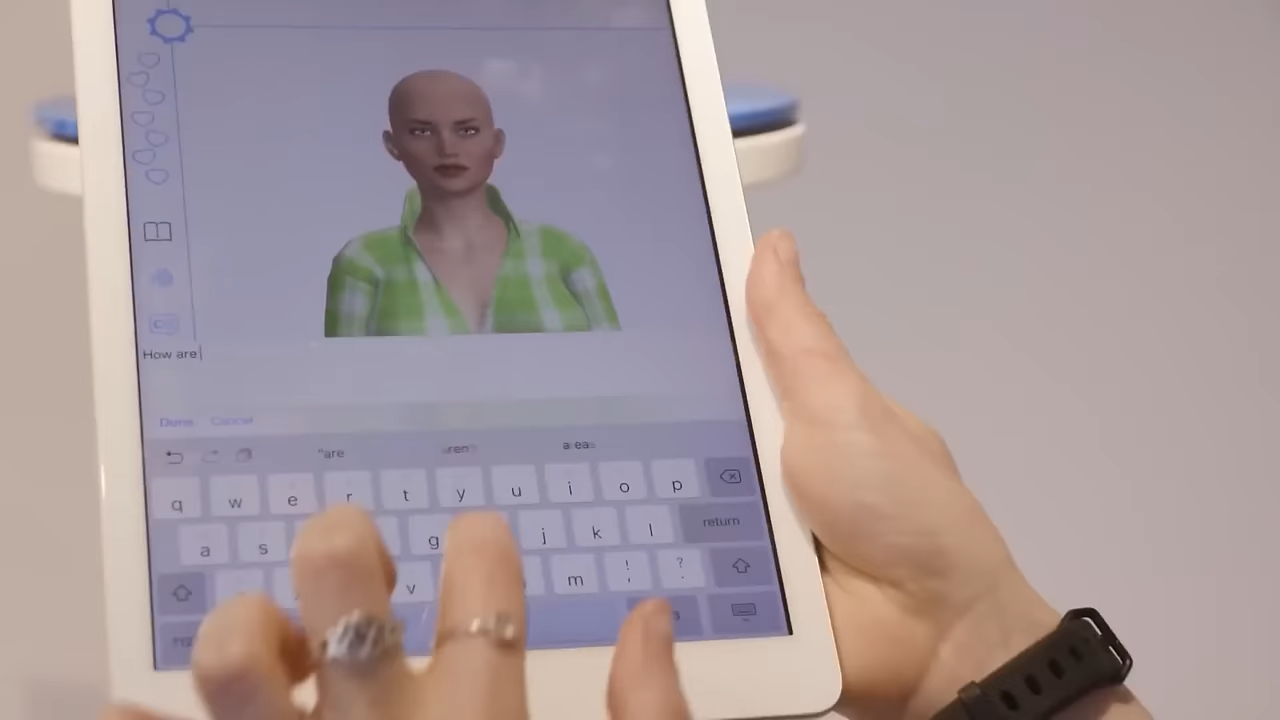 How are
Done Cancel
"are
q w e r t y u i o p
a s g j k l return
v m ! , ? .